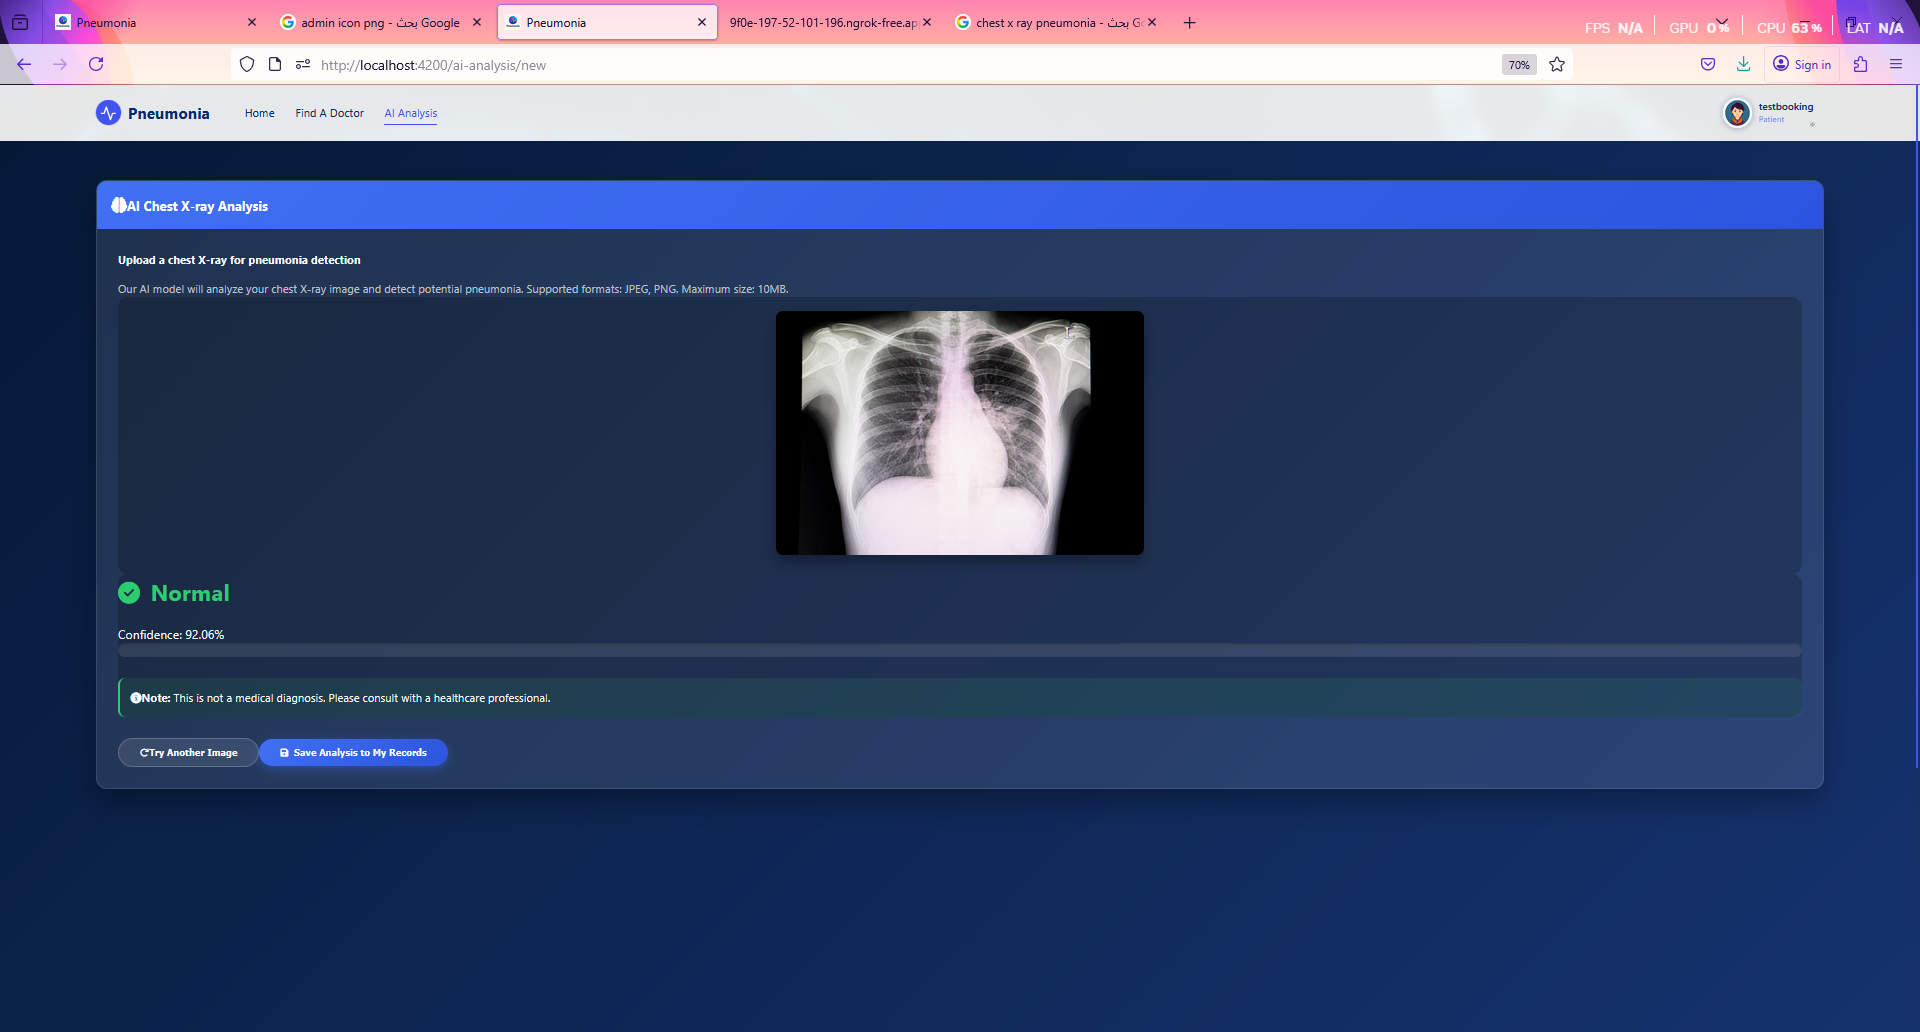 Pneumonia
admin icon png - بحث Google
Pneumonia
9f0e-197-52-101-196.ngrok-free.ap
chest x ray pneumonia - بحث Go
FPS N/A GPU 0% CPU 63% LAT N/A
http://localhost:4200/ai-analysis/new
70%
Sign in
Pneumonia
Home
Find A Doctor
AI Analysis
testbooking
Patient
AI Chest X-ray Analysis
Upload a chest X-ray for pneumonia detection
Our AI model will analyze your chest X-ray image and detect potential pneumonia. Supported formats: JPEG, PNG. Maximum size: 10MB.
L
Normal
Confidence: 92.06%
Note: This is not a medical diagnosis. Please consult with a healthcare professional.
Try Another Image
Save Analysis to My Records